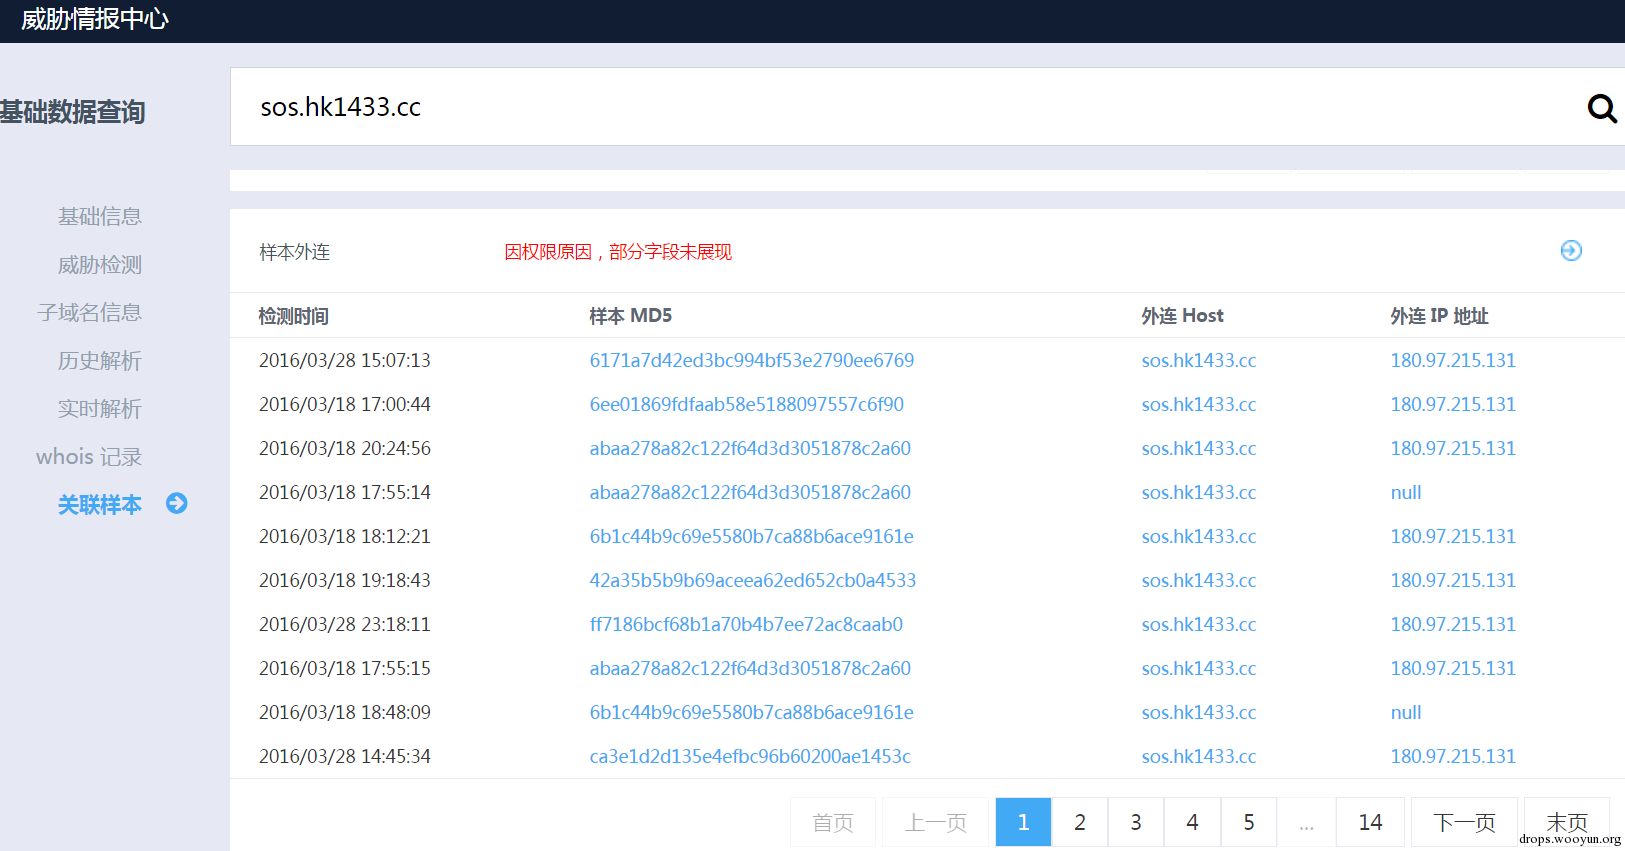 威胁情报中心
基础数据查询
sos.hk1433.cc
基础信息
威胁检测
子域名信息
历史解析
实时解析
whois 记录
关联样本
样本外连 因权限原因，部分字段未展现
检测时间 样本 MD5 外连 Host 外连 IP 地址
2016/03/28 15:07:13 6171a7d42ed3bc994bf53e2790ee6769 sos.hk1433.cc 180.97.215.131
2016/03/18 17:00:44 6ee01869fdfaab58e5188097557c6f90 sos.hk1433.cc 180.97.215.131
2016/03/18 20:24:56 abaa278a82c122f64d3d3051878c2a60 sos.hk1433.cc 180.97.215.131
2016/03/18 17:55:14 abaa278a82c122f64d3d3051878c2a60 sos.hk1433.cc null
2016/03/18 18:12:21 6b1c44b9c69e5580b7ca88b6ace9161e sos.hk1433.cc 180.97.215.131
2016/03/18 19:18:43 42a35b5b9b69aceea62ed652cb0a4533 sos.hk1433.cc 180.97.215.131
2016/03/28 23:18:11 ff7186bcf68b1a70b4b7ee72ac8caab0 sos.hk1433.cc 180.97.215.131
2016/03/18 17:55:15 abaa278a82c122f64d3d3051878c2a60 sos.hk1433.cc 180.97.215.131
2016/03/18 18:48:09 6b1c44b9c69e5580b7ca88b6ace9161e sos.hk1433.cc null
2016/03/28 14:45:34 ca3e1d2d135e4efbc96b60200ae1453c sos.hk1433.cc 180.97.215.131
首页 上一页 1 2 3 4 5 ... 14 下一页 末页
drops.wooyun.org